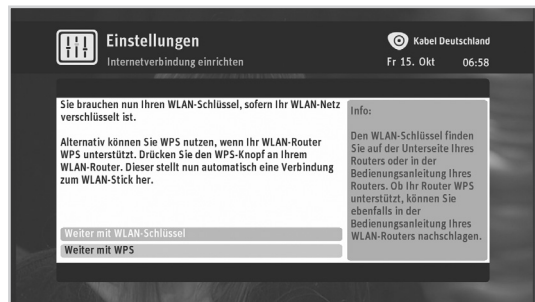 Einstellungen
Internetverbindung einrichten
Kabel Deutschland
Fr 15. Okt 06:58
Sie brauchen nun Ihren WLAN-Schlüssel, sofern Ihr WLAN-Netz
verschlüsselt ist.
Alternativ können Sie WPS nutzen, wenn Ihr WLAN-Router
WPS unterstützt. Drücken Sie den WPS-Knopf an Ihrem
WLAN-Router. Dieser stellt nun automatisch eine Verbindung
zum WLAN-Stick her.
Weiter mit WLAN-Schlüssel
Weiter mit WPS
Info:
Den WLAN-Schlüssel finden
Sie auf der Unterseite Ihres
Routers oder in der
Bedienungsanleitung Ihres
Routers. Ob Ihr Router WPS
unterstützt, können Sie
ebenfalls in der
Bedienungsanleitung Ihres
WLAN-Routers nachschlagen.